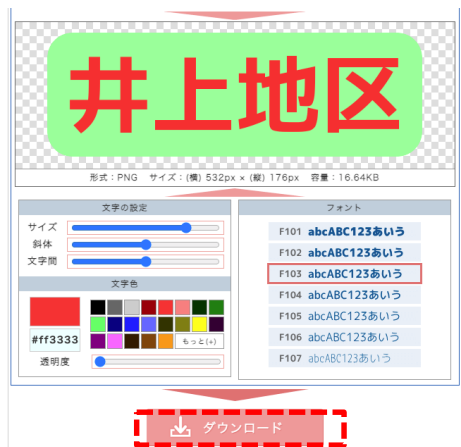 井上地区
形式：PNG サイズ：(横) 532px × (縦) 176px 容量：16.64KB
文字の設定
サイズ
斜体
文字間
文字色
#ff3333
もっと(+)
透明度
フォント
F101 abcABC123あいう
F102 abcABC123あいう
F103 abcABC123あいう
F104 abcABC123あいう
F105 abcABC123あいう
F106 abcABC123あいう
F107 abcABC123あいう
ダウンロード